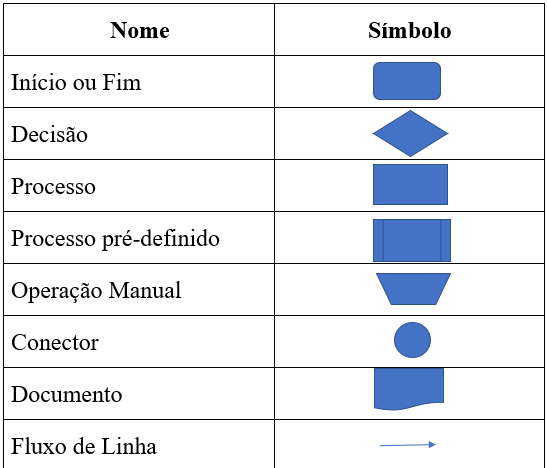 Nome Símbolo
Início ou Fim
Decisão
Processo
Processo pré-definido
Operação Manual
Conector
Documento
Fluxo de Linha